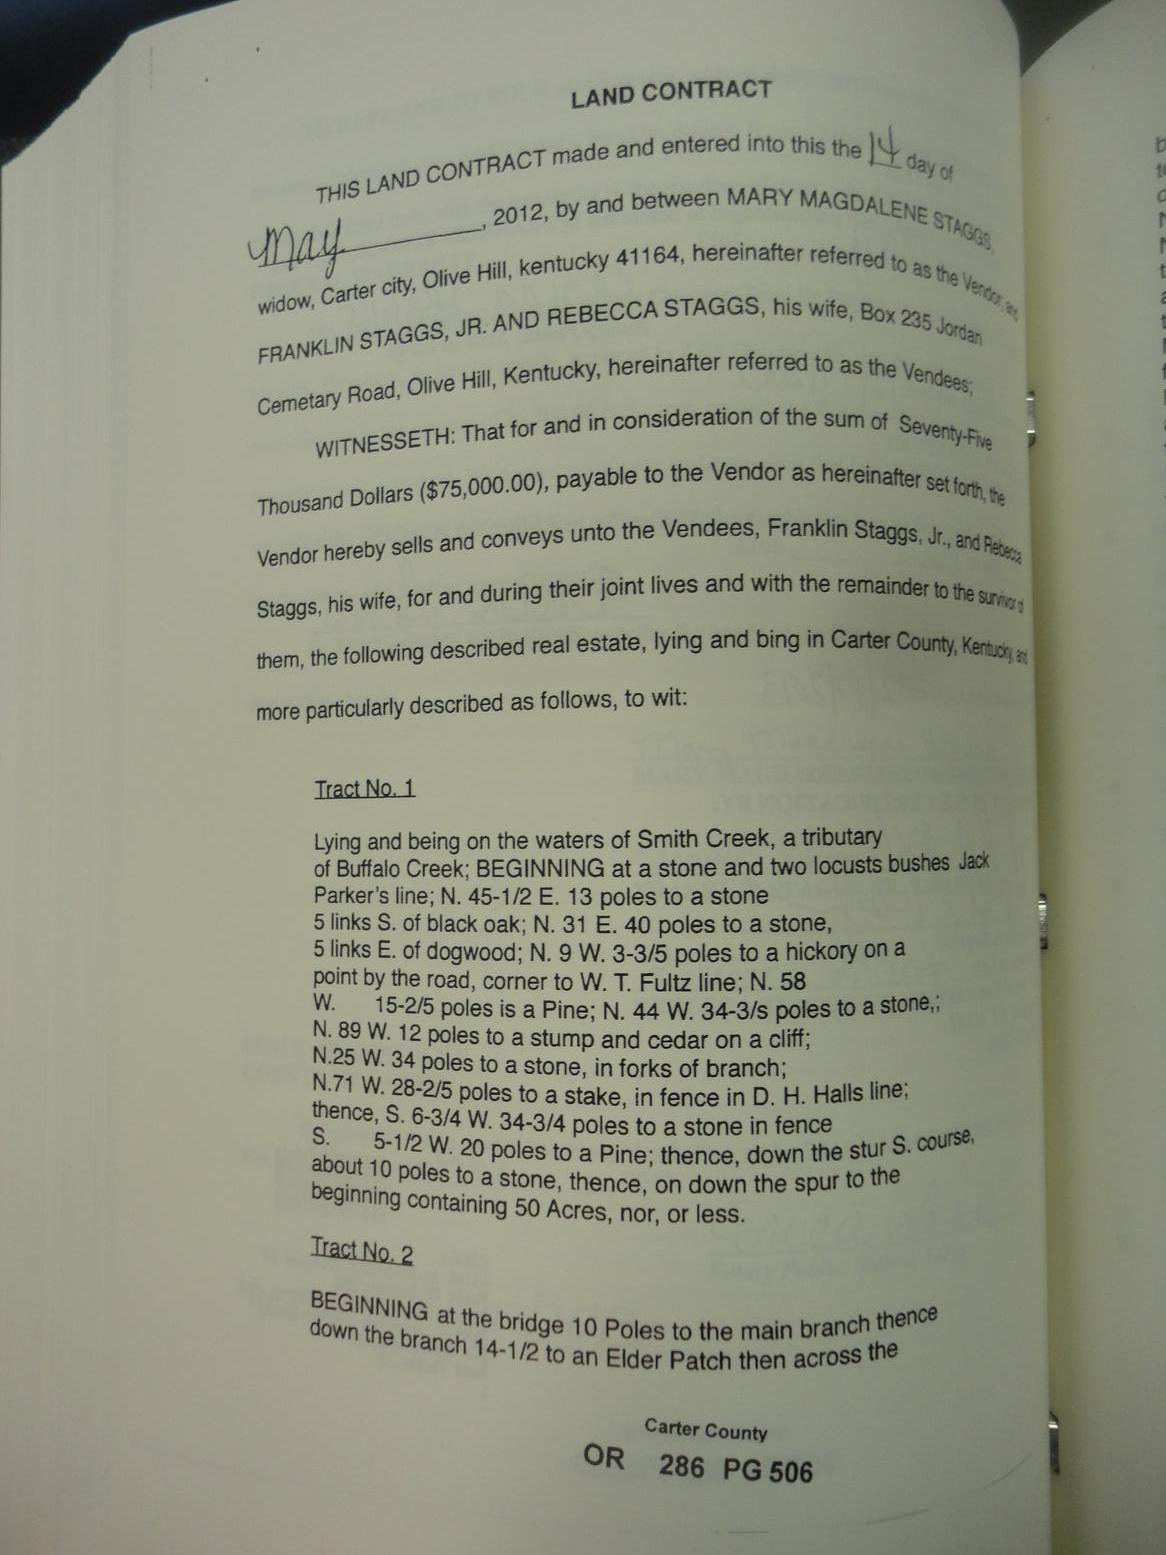 LAND CONTRACT
THIS LAND CONTRACT made and entered into this the 14 day of
May, 2012, by and between MARY MAGDALENE STAGGS,
widow, Carter city, Olive Hill, kentucky 41164, hereinafter referred to as the Vendor, and
FRANKLIN STAGGS, JR. AND REBECCA STAGGS, his wife, Box 235 Jordan
Cemetary Road, Olive Hill, Kentucky, hereinafter referred to as the Vendees;
WITNESSETH: That for and in consideration of the sum of Seventy-Five
Thousand Dollars ($75,000.00), payable to the Vendor as hereinafter set forth, the
Vendor hereby sells and conveys unto the Vendees, Franklin Staggs, Jr., and Rebecca
Staggs, his wife, for and during their joint lives and with the remainder to the survivor of
them, the following described real estate, lying and bing in Carter County, Kentucky, and
more particularly described as follows, to wit:
Tract No. 1
Lying and being on the waters of Smith Creek, a tributary
of Buffalo Creek; BEGINNING at a stone and two locusts bushes Jack
Parker's line; N. 45-1/2 E. 13 poles to a stone
5 links S. of black oak; N. 31 E. 40 poles to a stone,
5 links E. of dogwood; N. 9 W. 3-3/5 poles to a hickory on a
point by the road, corner to W. T. Fultz line; N. 58
W. 15-2/5 poles is a Pine; N. 44 W. 34-3/s poles to a stone,;
N. 89 W. 12 poles to a stump and cedar on a cliff;
N.25 W. 34 poles to a stone, in forks of branch;
N.71 W. 28-2/5 poles to a stake, in fence in D. H. Halls line;
thence, S. 6-3/4 W. 34-3/4 poles to a stone in fence
S. 5-1/2 W. 20 poles to a Pine; thence, down the stur S. course,
about 10 poles to a stone, thence, on down the spur to the
beginning containing 50 Acres, nor, or less.
Tract No. 2
BEGINNING at the bridge 10 Poles to the main branch thence
down the branch 14-1/2 to an Elder Patch then across the
Carter County
OR 286 PG 506